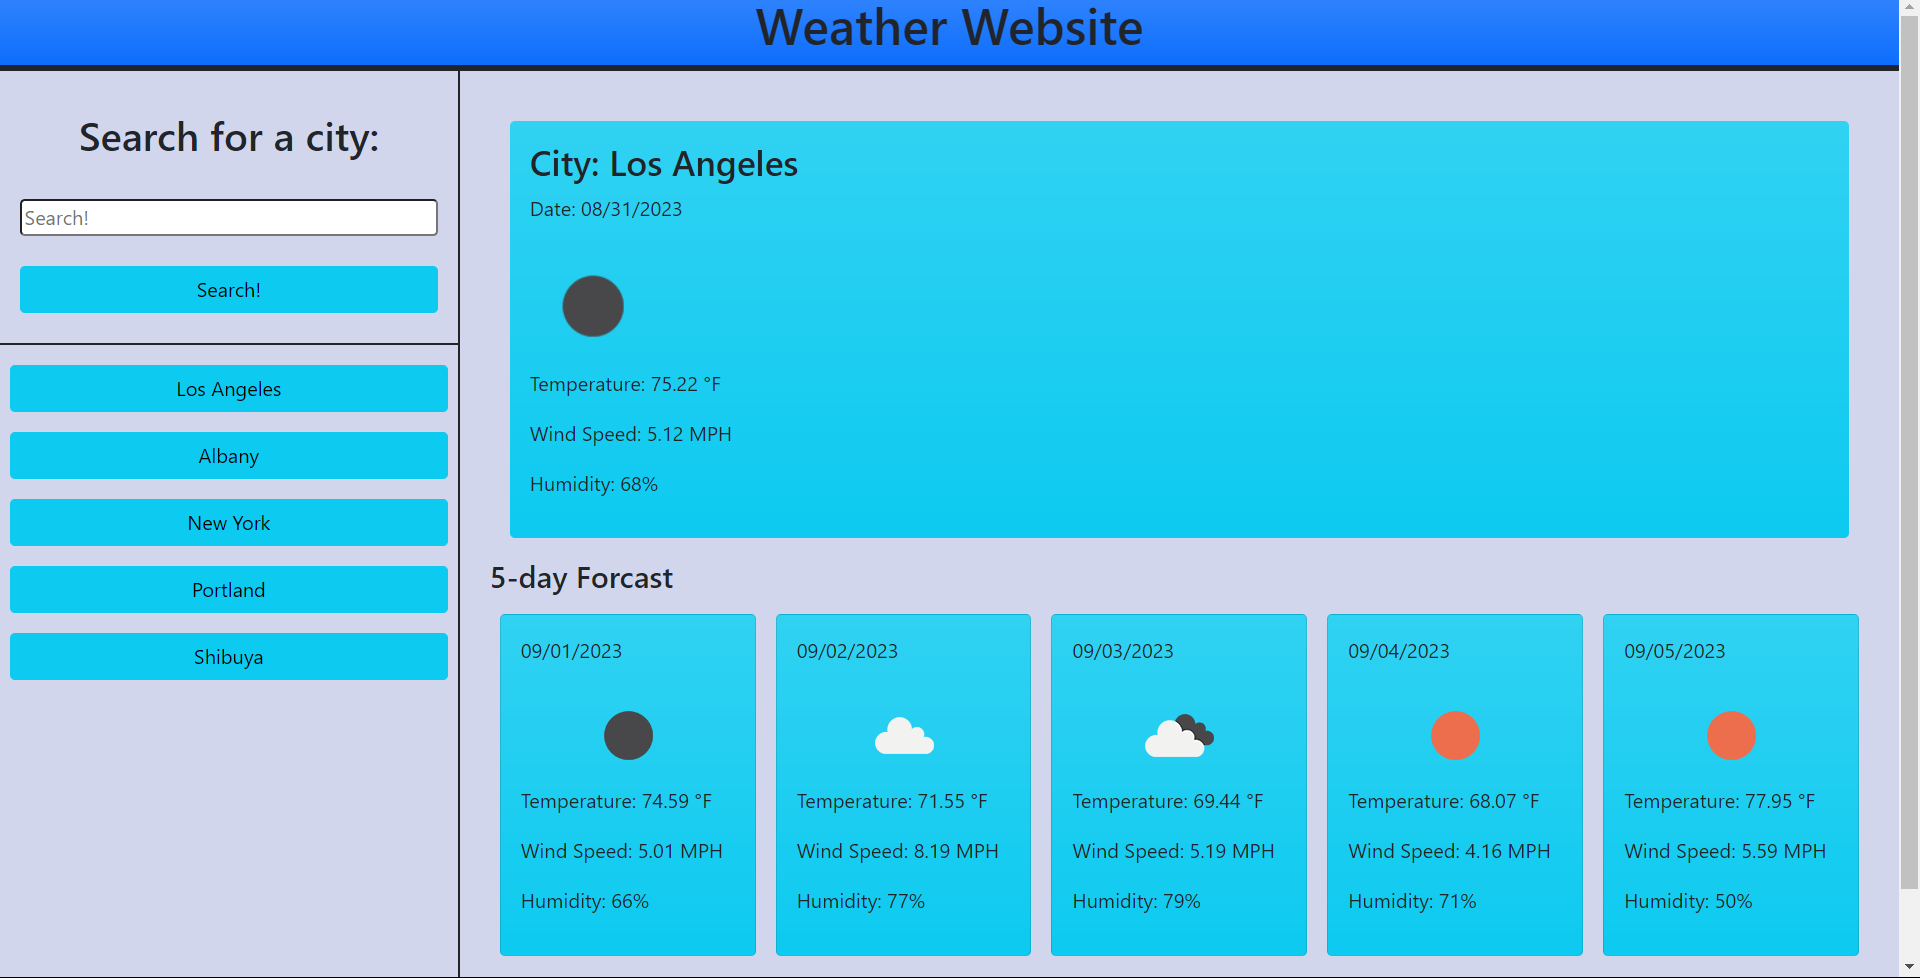 Weather Website
Search for a city:
Search!
Search!
Los Angeles
Albany
New York
Portland
Shibuya
City: Los Angeles
Date: 08/31/2023
Temperature: 75.22 °F
Wind Speed: 5.12 MPH
Humidity: 68%
5-day Forcast
09/01/2023
Temperature: 74.59 °F
Wind Speed: 5.01 MPH
Humidity: 66%
09/02/2023
Temperature: 71.55 °F
Wind Speed: 8.19 MPH
Humidity: 77%
09/03/2023
Temperature: 69.44 °F
Wind Speed: 5.19 MPH
Humidity: 79%
09/04/2023
Temperature: 68.07 °F
Wind Speed: 4.16 MPH
Humidity: 71%
09/05/2023
Temperature: 77.95 °F
Wind Speed: 5.59 MPH
Humidity: 50%